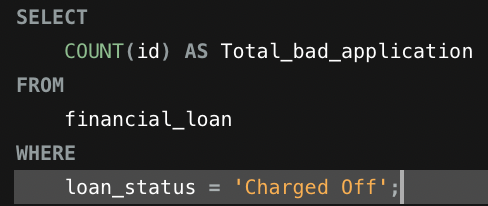 SELECT
COUNT(id) AS Total_bad_application
FROM
financial_loan
WHERE
loan_status = 'Charged Off';